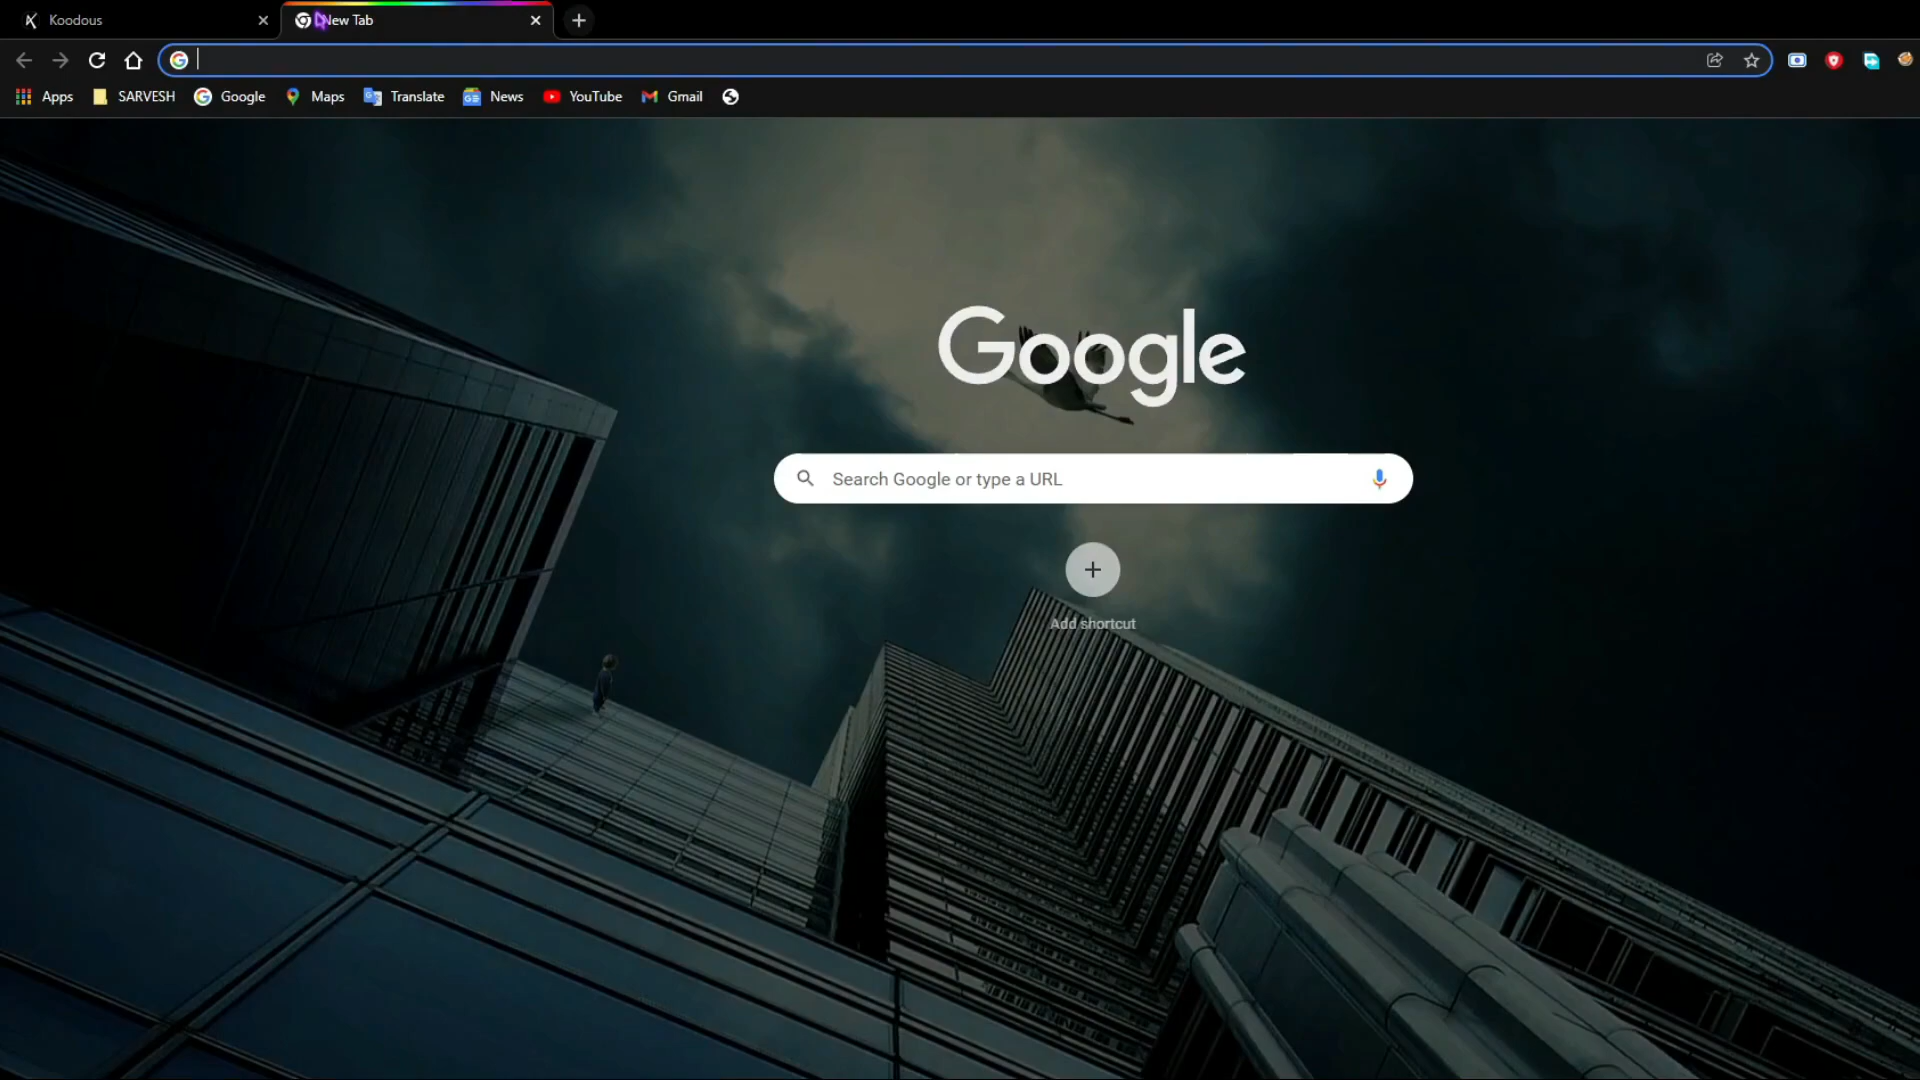 Koodous
New Tab
Apps SARVESH Google Maps Translate News YouTube Gmail
Google
Search Google or type a URL
Add shortcut